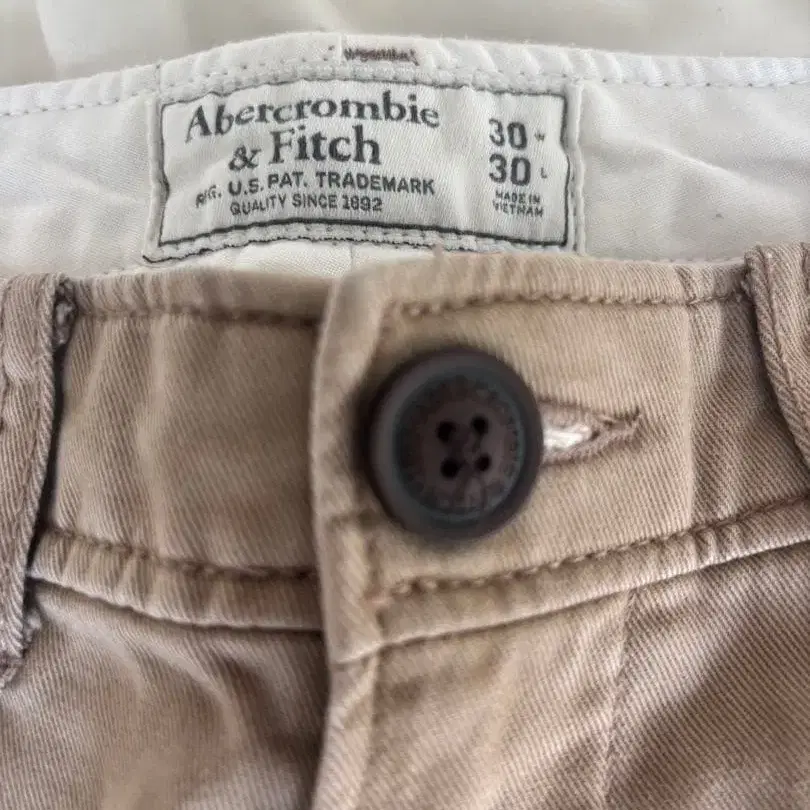 Abercrombie
& Fitch
REG. U.S. PAT. TRADEMARK
QUALITY SINCE 1892
30 W
30 L
MADE IN
VIETNAM